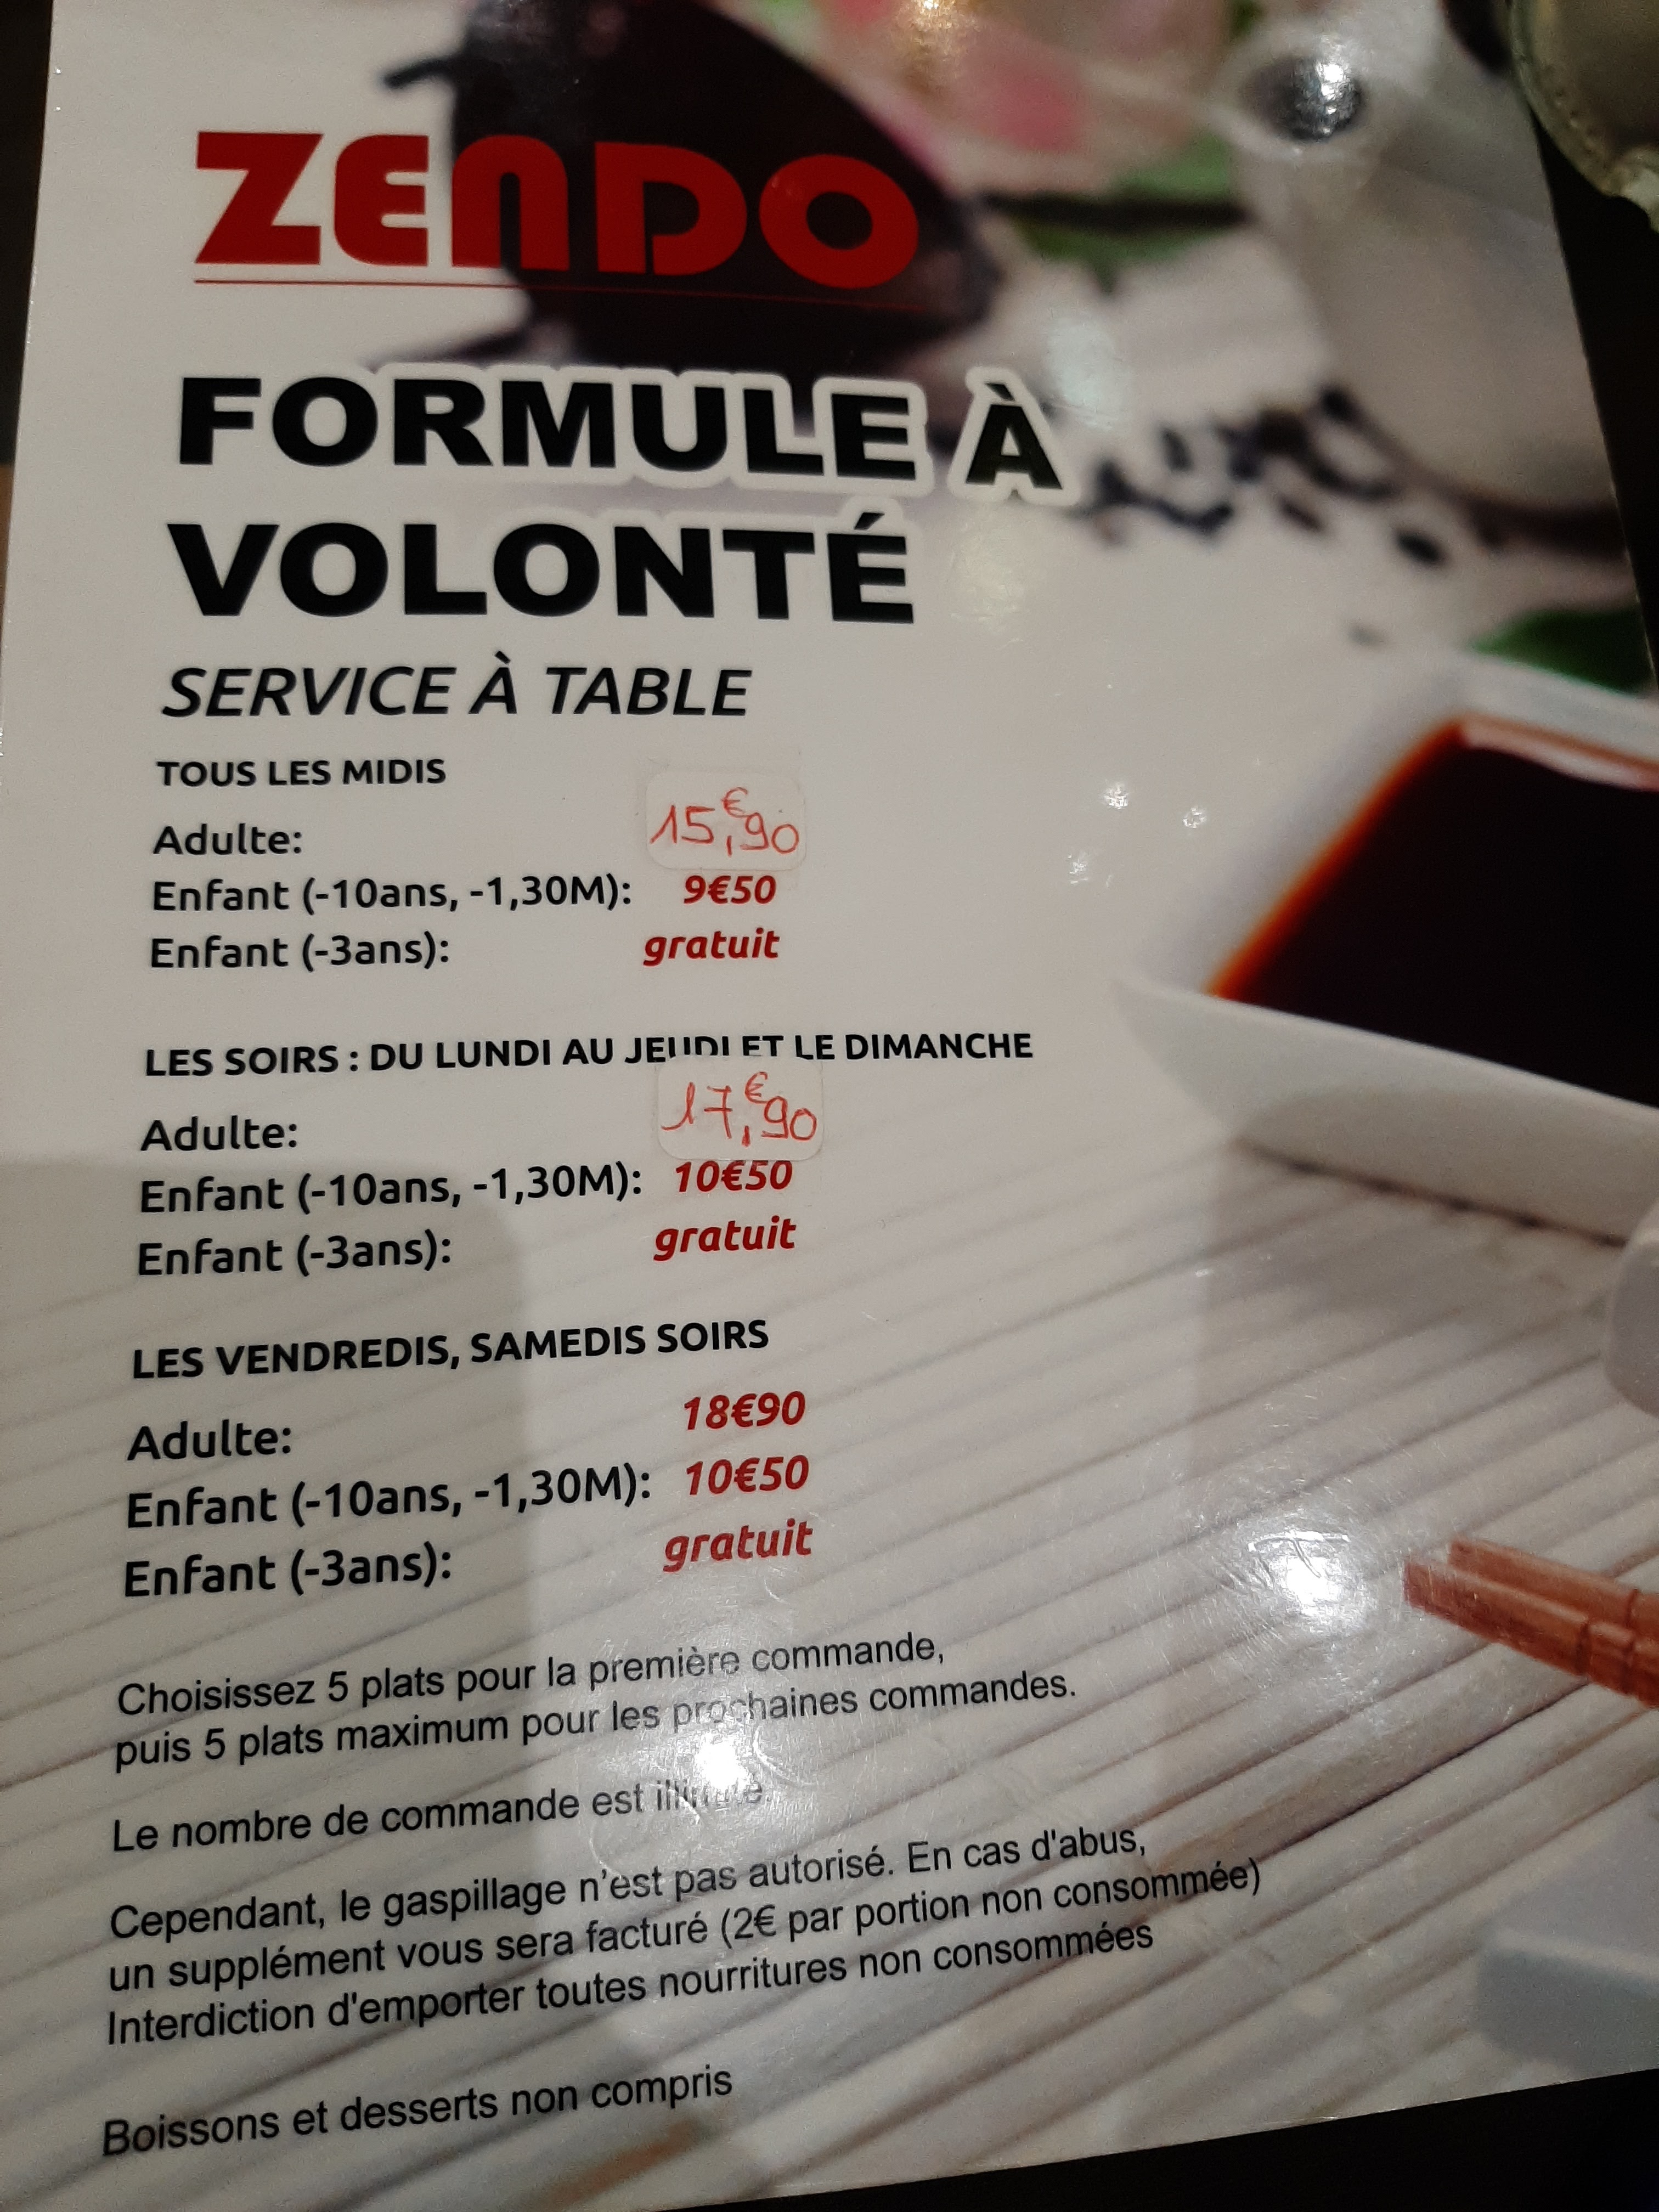 ZENDO
FORMULE À
VOLONTÉ
SERVICE À TABLE
TOUS LES MIDIS
Adulte: 15,€90
Enfant (-10ans, -1,30M): 9€50
Enfant (-3ans): gratuit
LES SOIRS : DU LUNDI AU JEUDI ET LE DIMANCHE
Adulte: 17,€90
Enfant (-10ans, -1,30M): 10€50
Enfant (-3ans): gratuit
LES VENDREDIS, SAMEDIS SOIRS
Adulte: 18€90
Enfant (-10ans, -1,30M): 10€50
Enfant (-3ans): gratuit
Choisissez 5 plats pour la première commande,
puis 5 plats maximum pour les prochaines commandes.
Le nombre de commande est
Cependant, le gaspillage n'est pas autorisé. En cas d'abus,
un supplément vous sera facturé (2€ par portion non consommée)
Interdiction d'emporter toutes nourritures non consommées
Boissons et desserts non compris